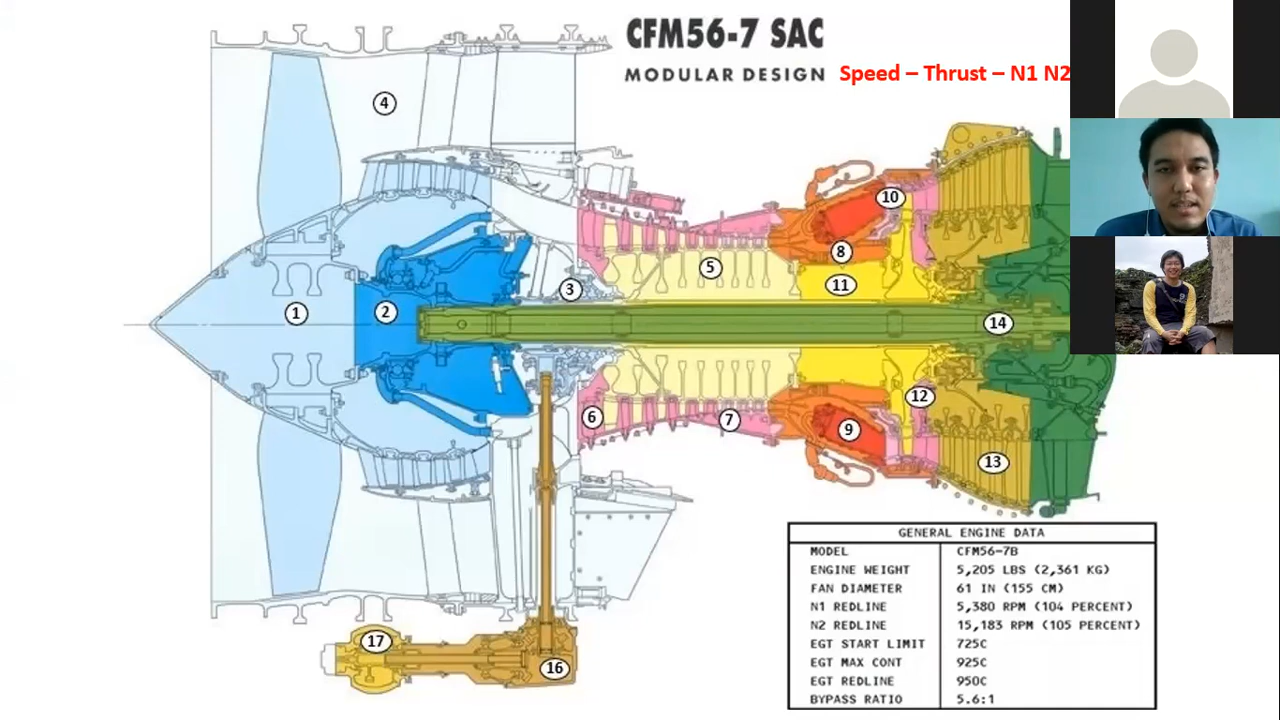 CFM56-7 SAC
MODULAR DESIGN
Speed – Thrust – N1 N2
4
10
8
5
11
3
1
2
14
12
6
7
9
13
17
16
GENERAL ENGINE DATA
MODEL CFM56-7B
ENGINE WEIGHT 5,205 LBS (2,361 KG)
FAN DIAMETER 61 IN (155 CM)
N1 REDLINE 5,380 RPM (104 PERCENT)
N2 REDLINE 15,183 RPM (105 PERCENT)
EGT START LIMIT 725C
EGT MAX CONT 925C
EGT REDLINE 950C
BYPASS RATIO 5.6:1